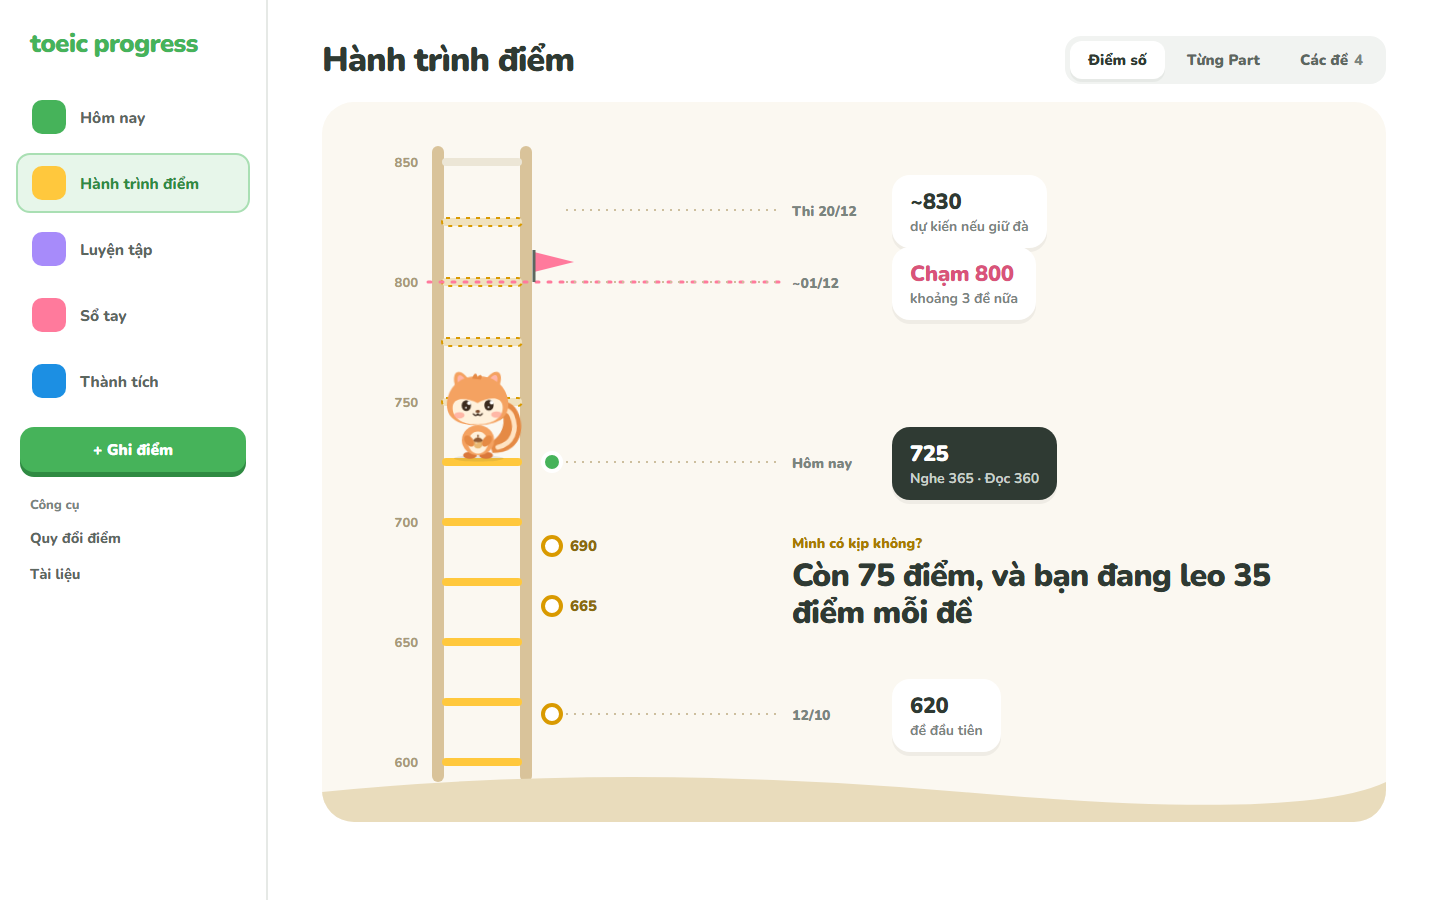 toeic progress
Hôm nay
Hành trình điểm
Luyện tập
Sổ tay
Thành tích
+ Ghi điểm
Công cụ
Quy đổi điểm
Tài liệu
Hành trình điểm
Điểm số
Từng Part
Các đề 4
850
Thi 20/12
~830
dự kiến nếu giữ đà
800
~01/12
Chạm 800
khoảng 3 đề nữa
750
Hôm nay
725
Nghe 365 · Đọc 360
700
690
Mình có kịp không?
Còn 75 điểm, và bạn đang leo 35
điểm mỗi đề
665
650
12/10
620
đề đầu tiên
600